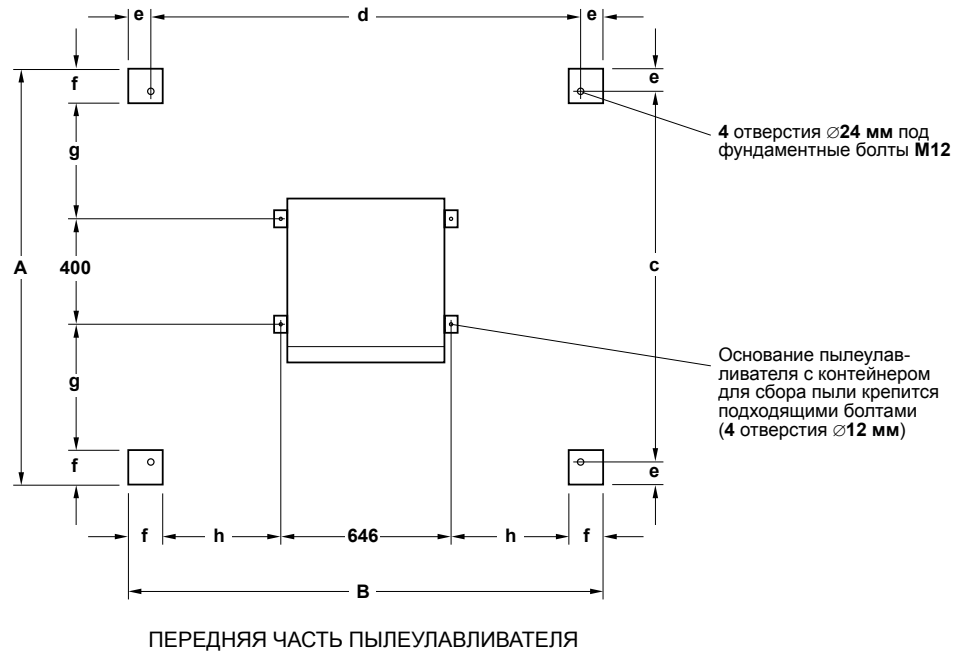 e d e
f e
g
4 отверстия ∅24 мм под
фундаментные болты М12
A 400 c
g
Основание пылеулав-
ливателя с контейнером
для сбора пыли крепится
подходящими болтами
(4 отверстия ∅12 мм)
f e
f h 646 h f
B
ПЕРЕДНЯЯ ЧАСТЬ ПЫЛЕУЛАВЛИВАТЕЛЯ